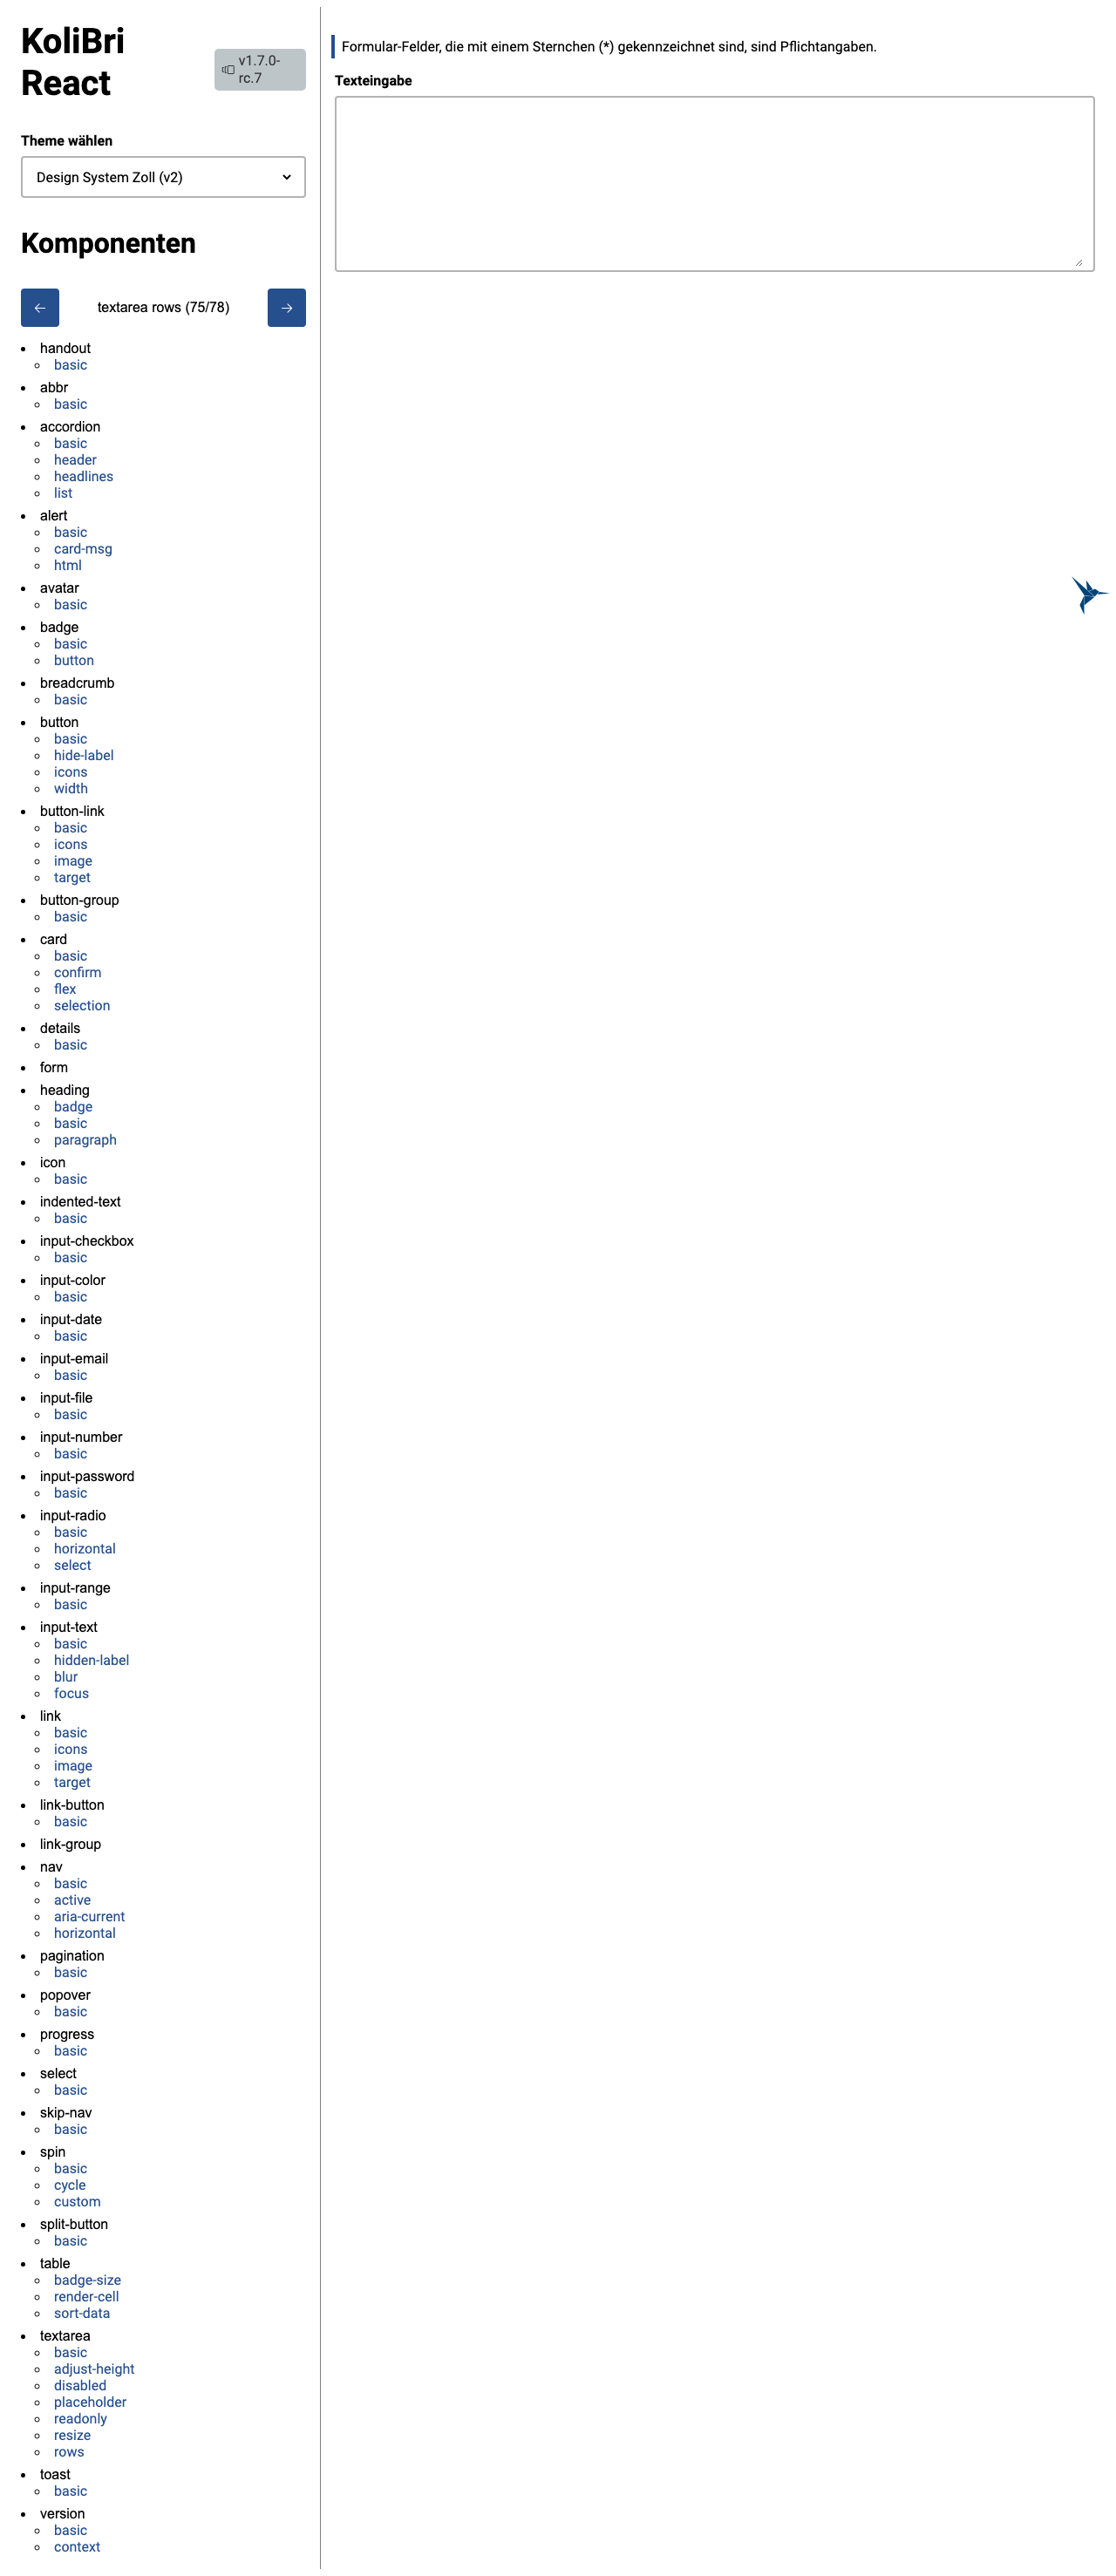 KoliBri
React
v1.7.0-
rc.7
Theme wählen
Design System Zoll (v2)
Komponenten
textarea rows (75/78)
handout
basic
abbr
basic
accordion
basic
header
headlines
list
alert
basic
card-msg
html
avatar
basic
badge
basic
button
breadcrumb
basic
button
basic
hide-label
icons
width
button-link
basic
icons
image
target
button-group
basic
card
basic
confirm
flex
selection
details
basic
form
heading
badge
basic
paragraph
icon
basic
indented-text
basic
input-checkbox
basic
input-color
basic
input-date
basic
input-email
basic
input-file
basic
input-number
basic
input-password
basic
input-radio
basic
horizontal
select
input-range
basic
input-text
basic
hidden-label
blur
focus
link
basic
icons
image
target
link-button
basic
link-group
nav
basic
active
aria-current
horizontal
pagination
basic
popover
basic
progress
basic
select
basic
skip-nav
basic
spin
basic
cycle
custom
split-button
basic
table
badge-size
render-cell
sort-data
textarea
basic
adjust-height
disabled
placeholder
readonly
resize
rows
toast
basic
version
basic
context
Formular-Felder, die mit einem Sternchen (*) gekennzeichnet sind, sind Pflichtangaben.
Texteingabe